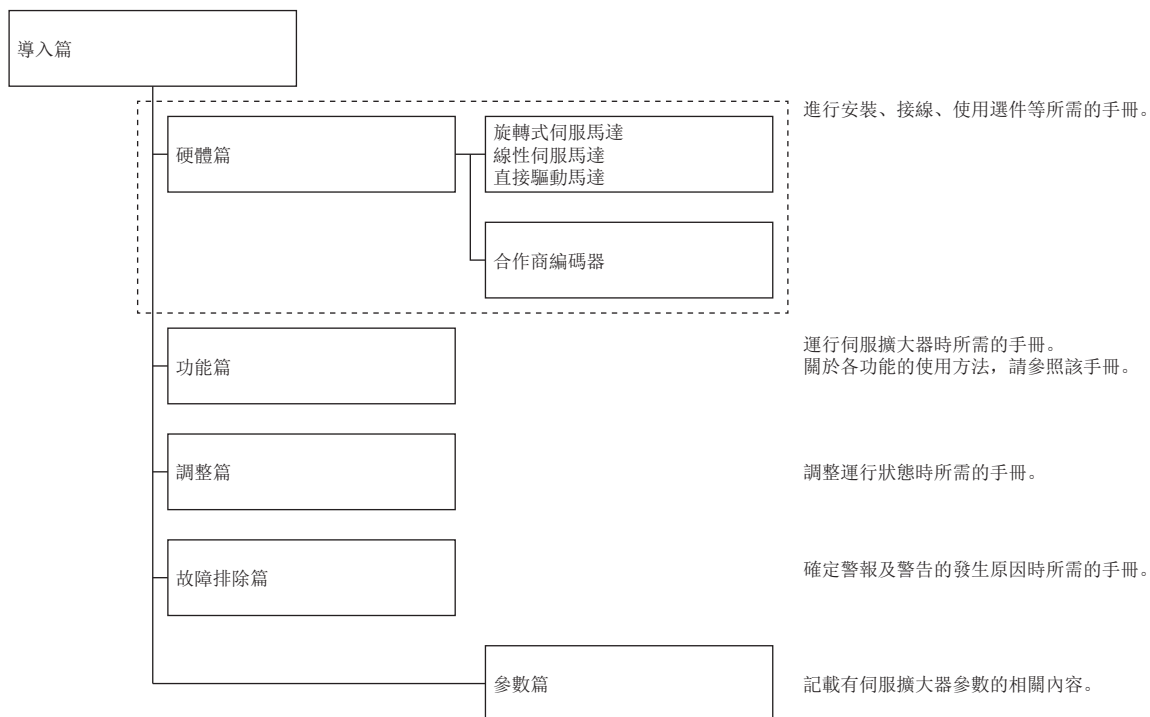 導入篇
進行安裝、接線、使用選件等所需的手冊。
硬體篇
旋轉式伺服馬達
線性伺服馬達
直接驅動馬達
合作商編碼器
功能篇
運行伺服擴大器時所需的手冊。
關於各功能的使用方法，請參照該手冊。
調整篇
調整運行狀態時所需的手冊。
故障排除篇
確定警報及警告的發生原因時所需的手冊。
參數篇
記載有伺服擴大器參數的相關內容。